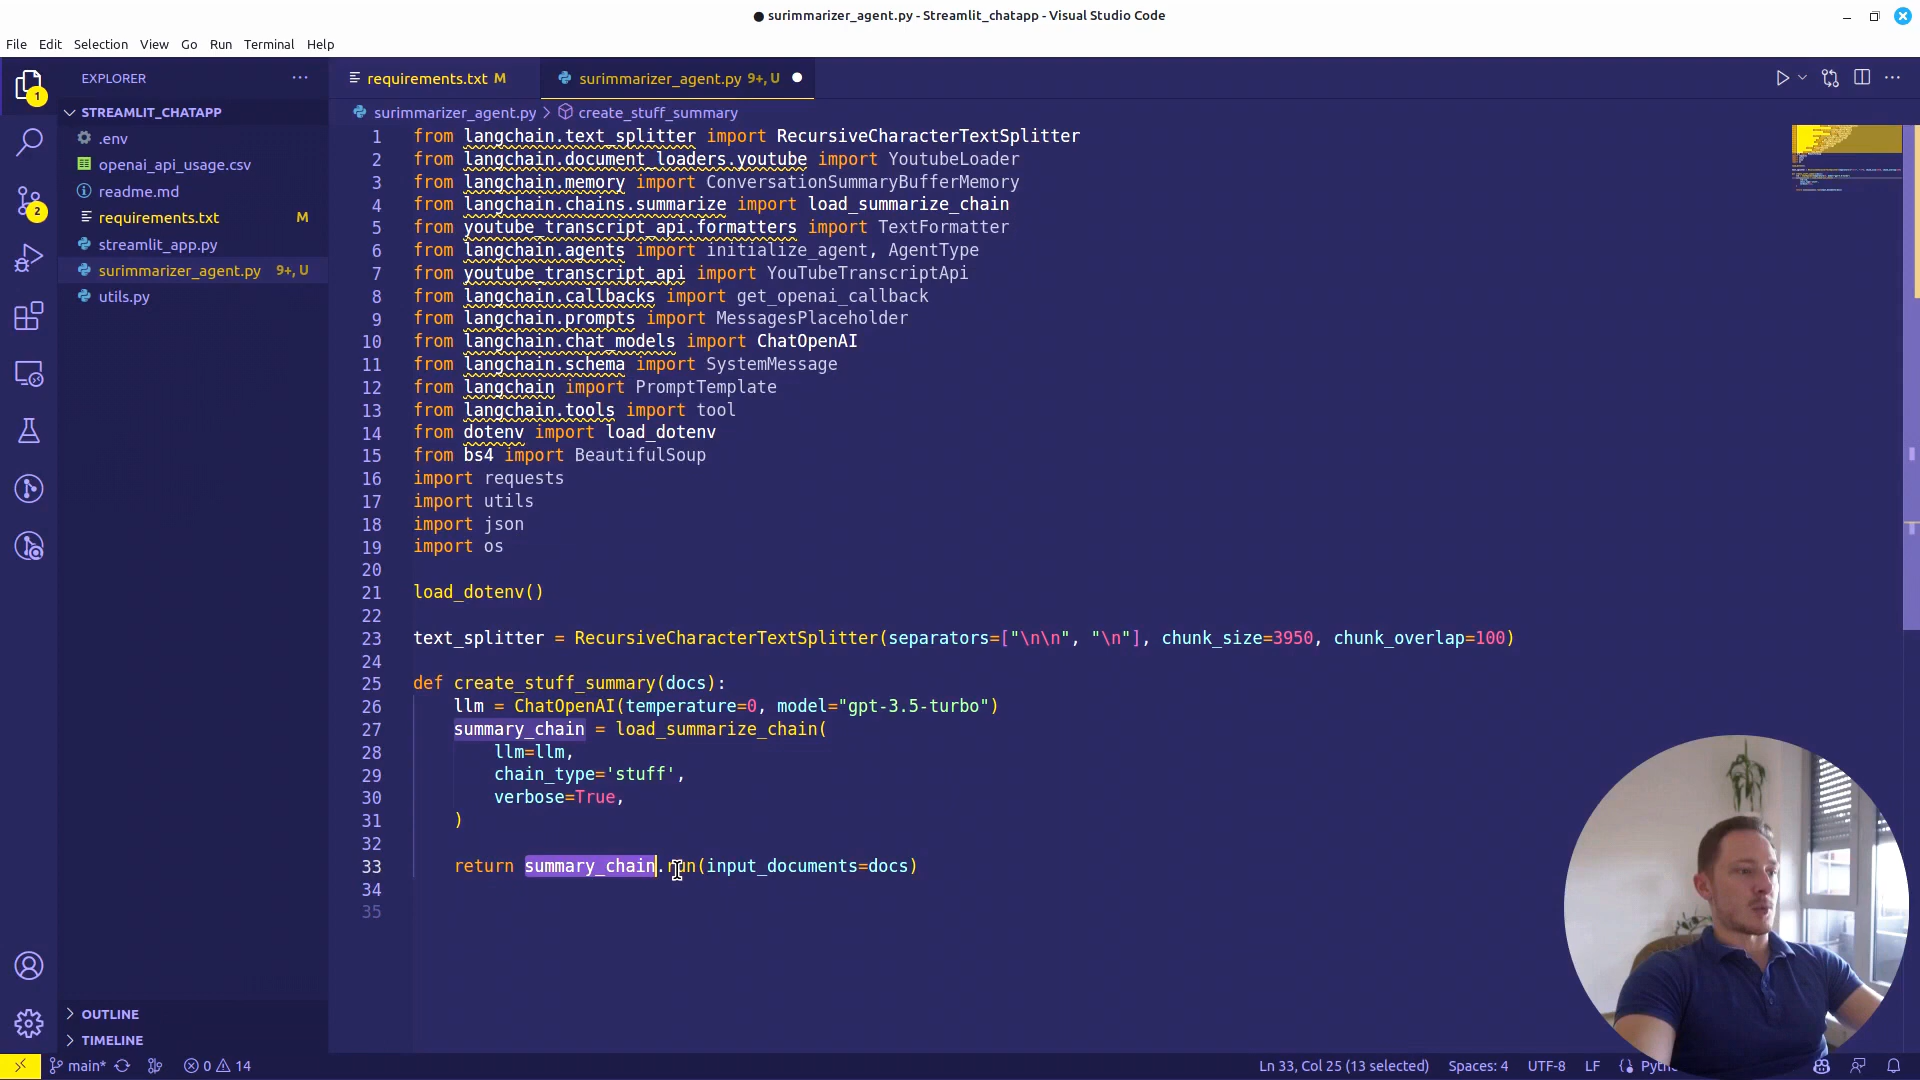 surimmarizer_agent.py - Streamlit_chatapp - Visual Studio Code
File Edit Selection View Go Run Terminal Help
EXPLORER
requirements.txt M
surimmarizer_agent.py 9+, U
STREAMLIT_CHATAPP
.env
openai_api_usage.csv
readme.md
requirements.txt M
streamlit_app.py
surimmarizer_agent.py 9+, U
utils.py
OUTLINE
TIMELINE
1
2
surimmarizer_agent.py > create_stuff_summary
1 from langchain.text_splitter import RecursiveCharacterTextSplitter
2 from langchain.document_loaders.youtube import YoutubeLoader
3 from langchain.memory import ConversationSummaryBufferMemory
4 from langchain.chains.summarize import load_summarize_chain
5 from youtube_transcript_api.formatters import TextFormatter
6 from langchain.agents import initialize_agent, AgentType
7 from youtube_transcript_api import YouTubeTranscriptApi
8 from langchain.callbacks import get_openai_callback
9 from langchain.prompts import MessagesPlaceholder
10 from langchain.chat_models import ChatOpenAI
11 from langchain.schema import SystemMessage
12 from langchain import PromptTemplate
13 from langchain.tools import tool
14 from dotenv import load_dotenv
15 from bs4 import BeautifulSoup
16 import requests
17 import utils
18 import json
19 import os
20
21 load_dotenv()
22
23 text_splitter = RecursiveCharacterTextSplitter(separators=["\n\n", "\n"], chunk_size=3950, chunk_overlap=100)
24
25 def create_stuff_summary(docs):
26     llm = ChatOpenAI(temperature=0, model="gpt-3.5-turbo")
27     summary_chain = load_summarize_chain(
28         llm=llm,
29         chain_type='stuff',
30         verbose=True,
31     )
32
33     return summary_chain.run(input_documents=docs)
34
35
main* 0 14
Ln 33, Col 25 (13 selected) Spaces: 4 UTF-8 LF